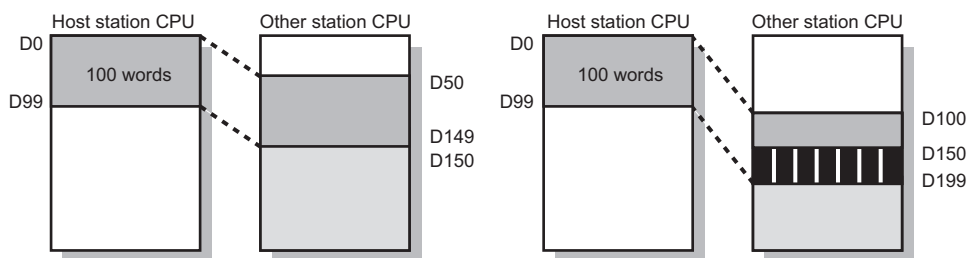 Host station CPU
Other station CPU
D0
100 words
D99
D50
D149
D150
Host station CPU
Other station CPU
D0
100 words
D99
D100
D150
D199